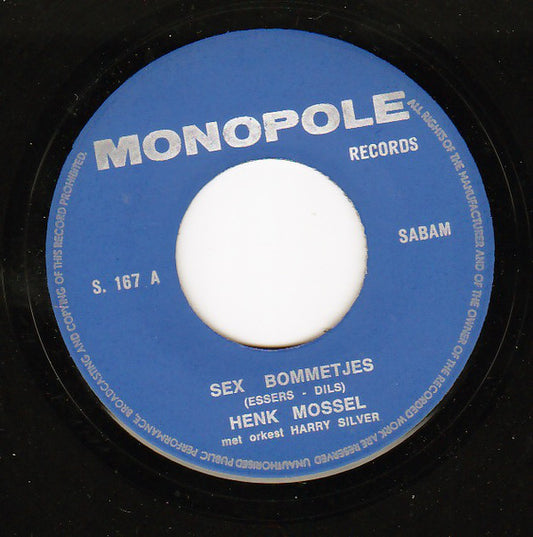 MONOPOLE
RECORDS
SABAM
S. 167 A
SEX BOMMETJES
(ESSERS - DILS)
HENK MOSSEL
met orkest HARRY SILVER
ALL RIGHTS OF THE MANUFACTURER AND OF THE OWNER OF THE RECORDED WORK ARE RESERVED UNAUTHORISED PUBLIC PERFORMANCE BROADCASTING AND COPYING OF THIS RECORD PROHIBITED.